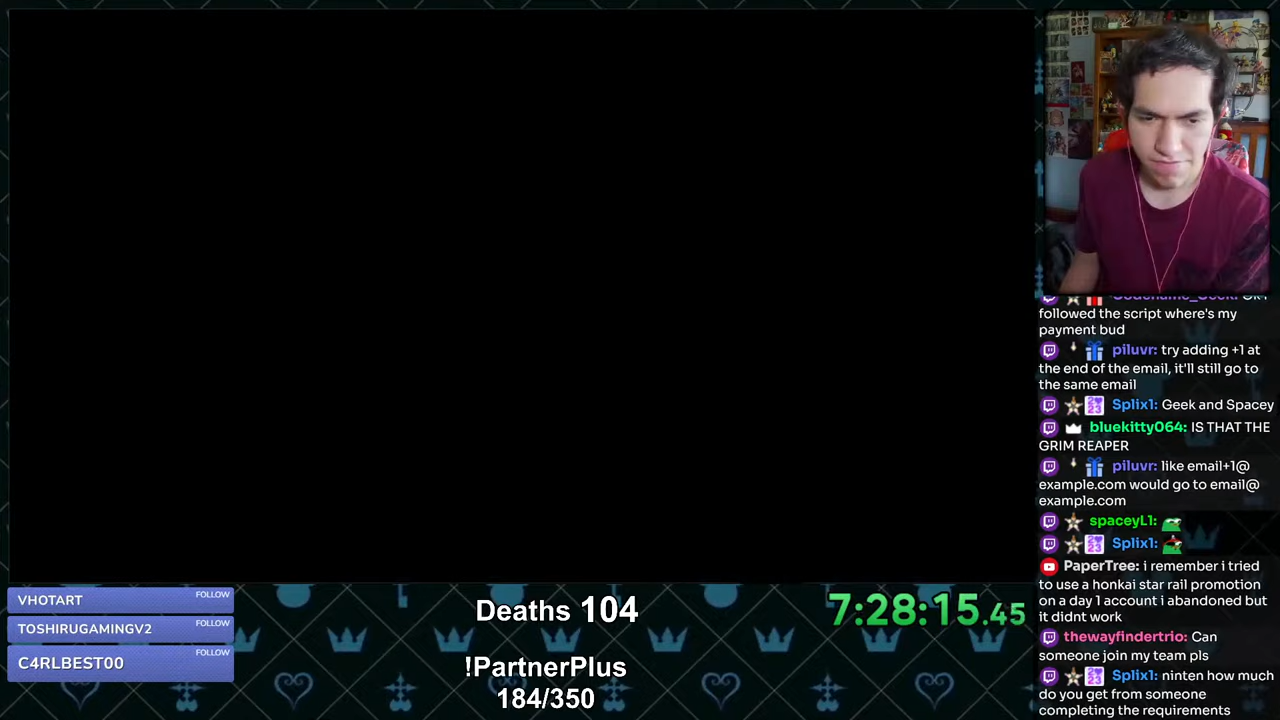 followed the script where's my
payment bud
piluvr: try adding +1 at
the end of the email, it'll still go to
the same email
Splix1: Geek and Spacey
bluekitty064: IS THAT THE
GRIM REAPER
piluvr: like email+1@
example.com would go to email@
example.com
spaceyL1:
Splix1:
PaperTree: i remember i tried
to use a honkai star rail promotion
on a day 1 account i abandoned but
it didnt work
thewayfindertrio: Can
someone join my team pls
Splix1: ninten how much
do you get from someone
completing the requirements
VHOTART FOLLOW
TOSHIRUGAMINGV2 FOLLOW
C4RLBEST00 FOLLOW
Deaths 104
!PartnerPlus
184/350
7:28:15.45